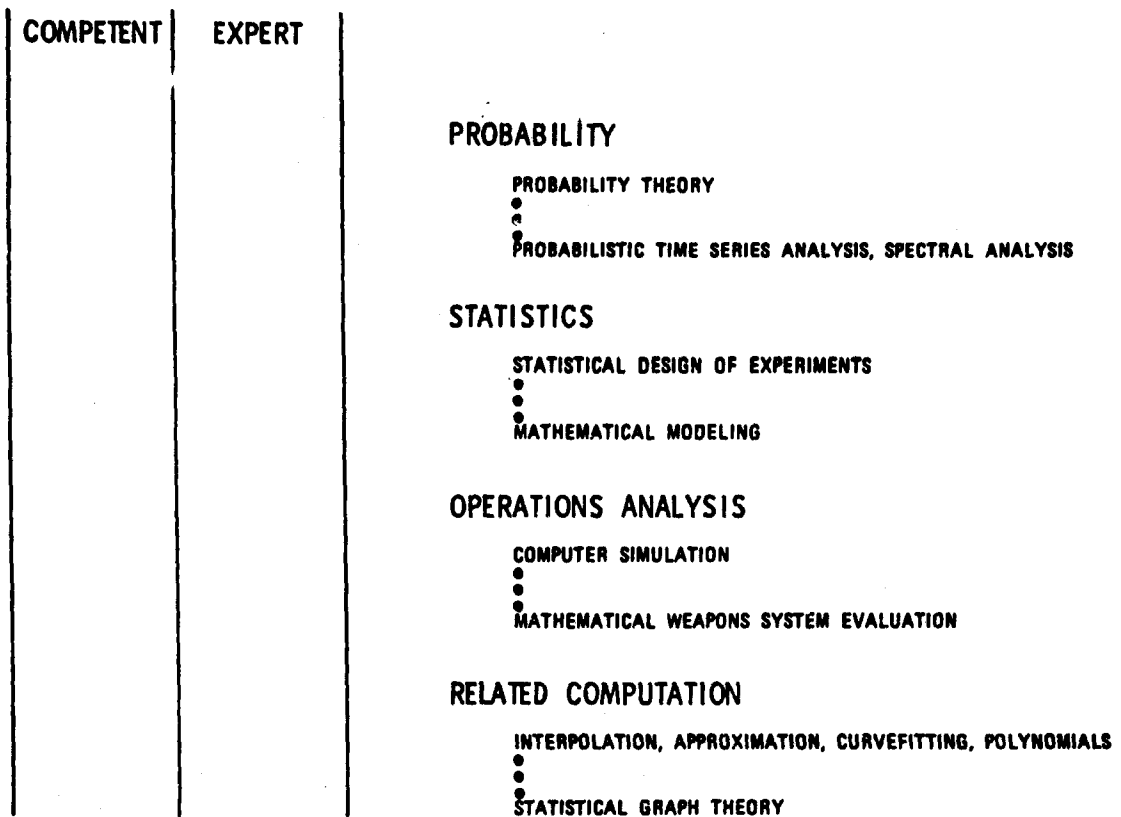 COMPETENT EXPERT
PROBABILITY
PROBABILITY THEORY
PROBABILISTIC TIME SERIES ANALYSIS, SPECTRAL ANALYSIS
STATISTICS
STATISTICAL DESIGN OF EXPERIMENTS
MATHEMATICAL MODELING
OPERATIONS ANALYSIS
COMPUTER SIMULATION
MATHEMATICAL WEAPONS SYSTEM EVALUATION
RELATED COMPUTATION
INTERPOLATION, APPROXIMATION, CURVEFITTING, POLYNOMIALS
STATISTICAL GRAPH THEORY